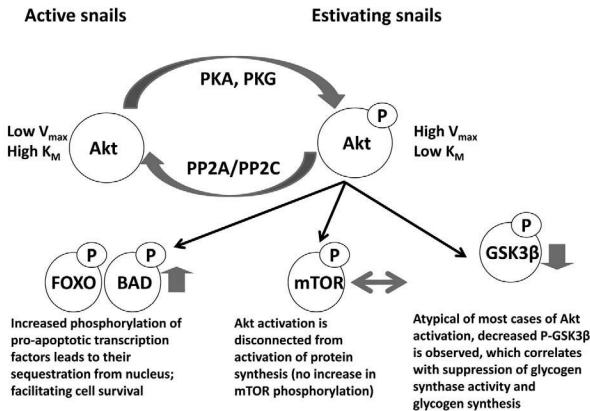 Active snails
Estivating snails
PKA, PKG
P
Low Vmax
High KM
Akt
Akt
High Vmax
Low KM
PP2A/PP2C
P
P
P
P
FOXO
BAD
mTOR
GSK3β
Increased phosphorylation of
pro-apoptotic transcription
factors leads to their
sequestration from nucleus;
facilitating cell survival
Akt activation is
disconnected from
activation of protein
synthesis (no increase in
mTOR phosphorylation)
Atypical of most cases of Akt
activation, decreased P-GSK3β
is observed, which correlates
with suppression of glycogen
synthase activity and
glycogen synthesis